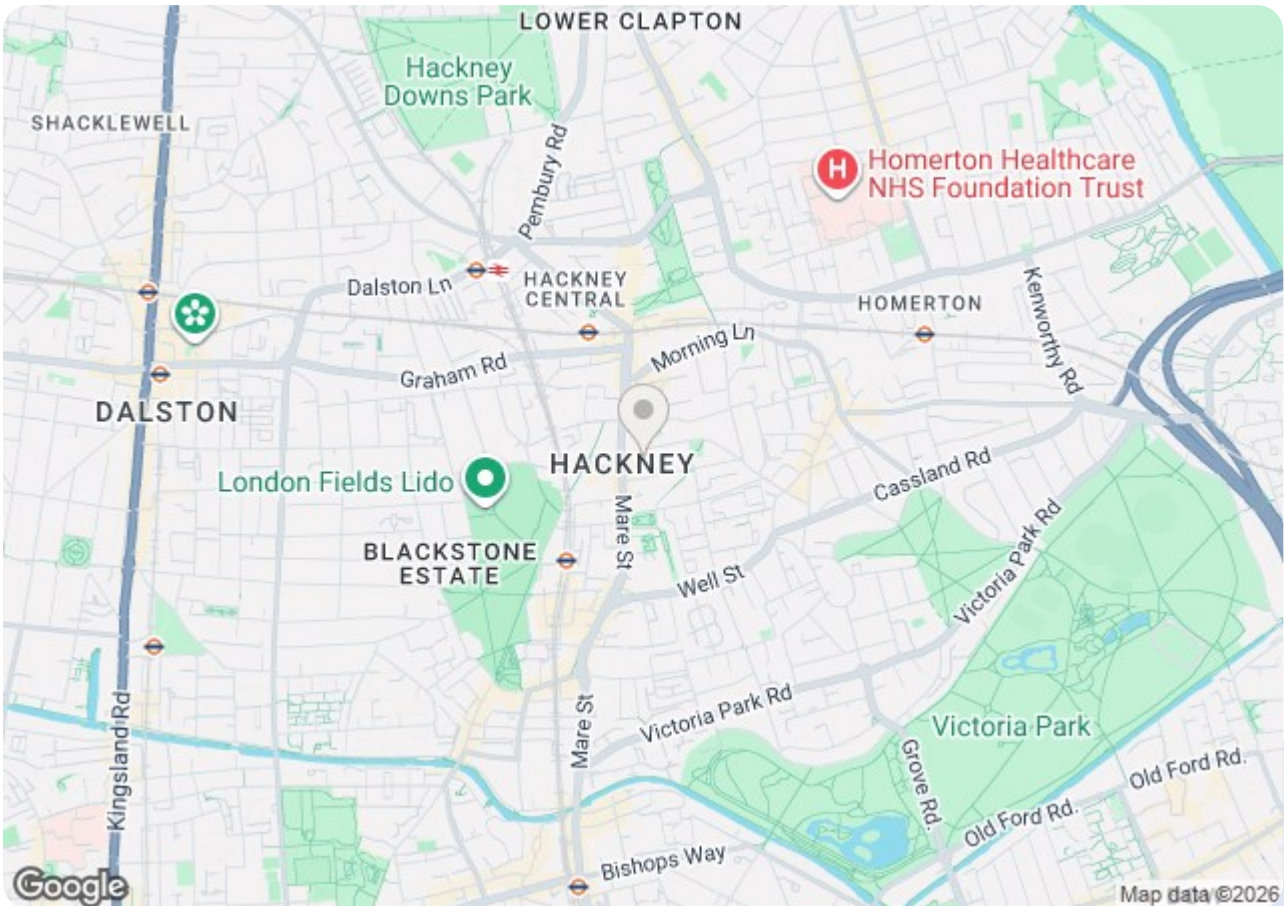 LOWER CLAPTON
Hackney
Downs Park
SHACKLEWELL
Pembury Rd
H
Homerton Healthcare
NHS Foundation Trust
Dalston Ln
HACKNEY
CENTRAL
HOMERTON
Kenworthy Rd
Morning Ln
Graham Rd
DALSTON
HACKNEY
London Fields Lido
Cassland Rd
Mare St
BLACKSTONE
ESTATE
Well St
Victoria Park Rd
Kingsland Rd
Mare St
Victoria Park Rd
Victoria Park
Grove Rd.
Old Ford Rd.
Old Ford Rd.
Bishops Way
Google
Map data ©2026